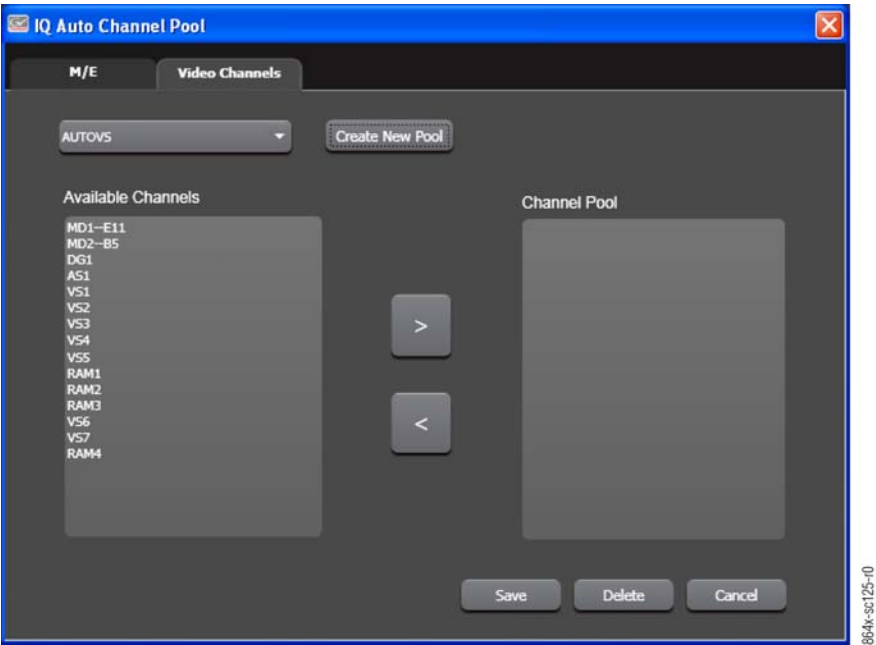 IQ Auto Channel Pool
M/E
Video Channels
AUTOVS
Create New Pool
Available Channels
Channel Pool
MD1--E11
MD2--B5
DG1
AS1
VS1
VS2
VS3
VS4
VS5
RAM1
RAM2
RAM3
VS6
VS7
RAM4
>
<
Save
Delete
Cancel
864x-sc125-r0